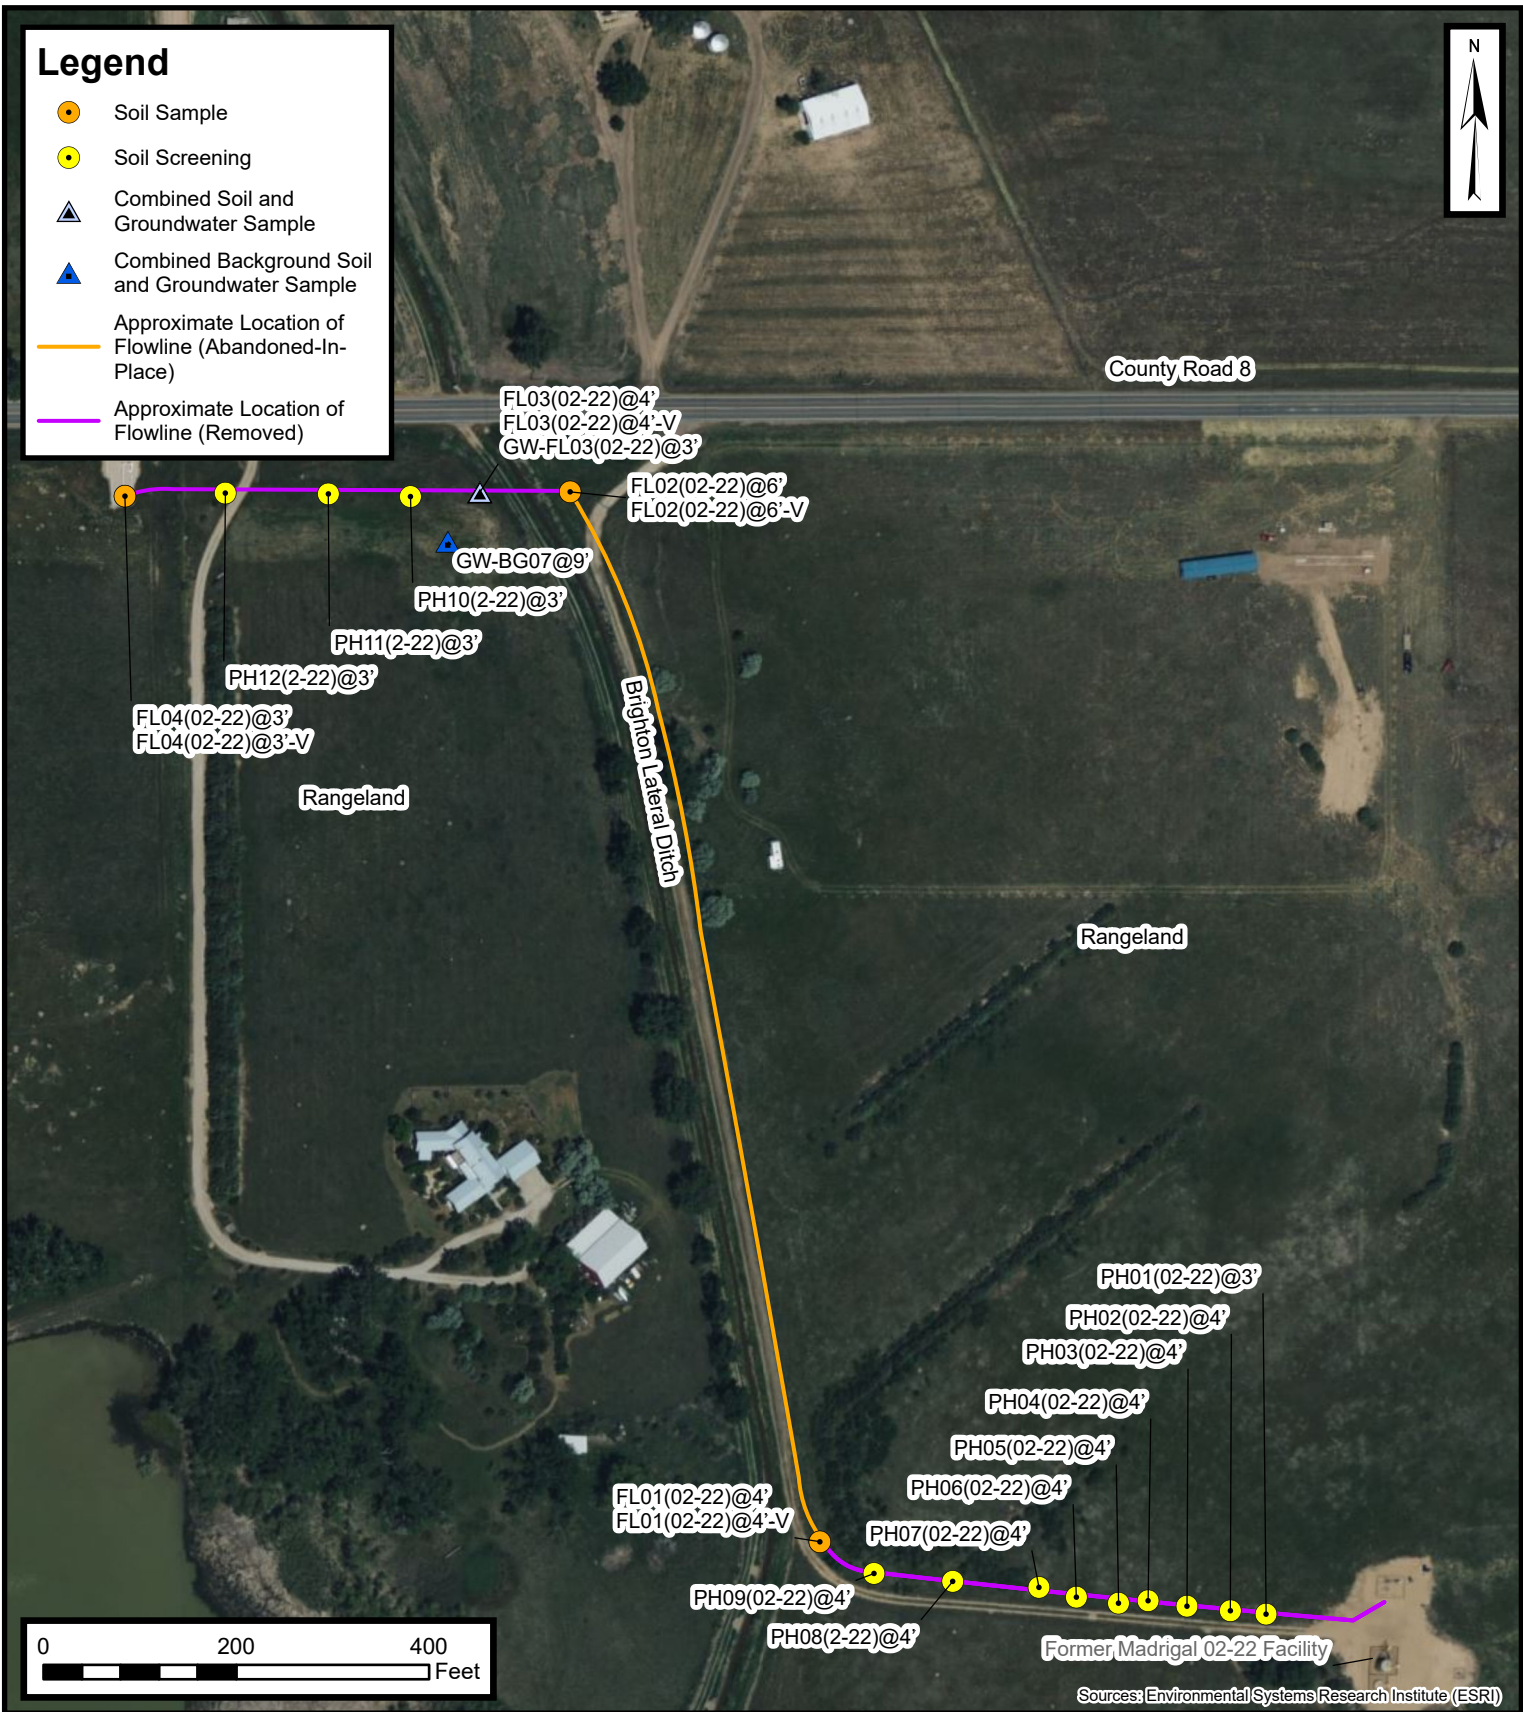 Legend
Soil Sample
Soil Screening
Combined Soil and
Groundwater Sample
Combined Background Soil
and Groundwater Sample
Approximate Location of
Flowline (Abandoned-In-
Place)
Approximate Location of
Flowline (Removed)
N
County Road 8
FL03(02-22)@4'
FL03(02-22)@4'-V
GW-FL03(02-22)@3'
FL02(02-22)@6'
FL02(02-22)@6'-V
GW-BG07@9'
PH10(2-22)@3'
PH11(2-22)@3'
PH12(2-22)@3'
FL04(02-22)@3'
FL04(02-22)@3'-V
Brighton Lateral Ditch
Rangeland
Rangeland
PH01(02-22)@3'
PH02(02-22)@4'
PH03(02-22)@4'
PH04(02-22)@4'
PH05(02-22)@4'
PH06(02-22)@4'
FL01(02-22)@4'
FL01(02-22)@4'-V
PH07(02-22)@4'
PH09(02-22)@4'
PH08(2-22)@4'
Former Madrigal 02-22 Facility
0 200 400
Feet
Sources: Environmental Systems Research Institute (ESRI)